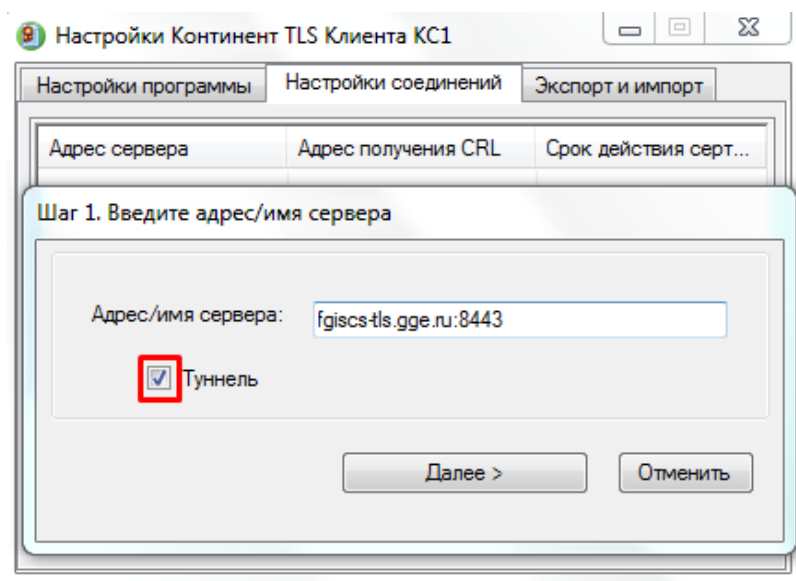 Настройки Континент TLS Клиента КС1
Настройки программы Настройки соединений Экспорт и импорт
Адрес сервера Адрес получения CRL Срок действия серт...
Шаг 1. Введите адрес/имя сервера
Адрес/имя сервера: fgiscs-tls.gge.ru:8443
Туннель
Далее > Отменить